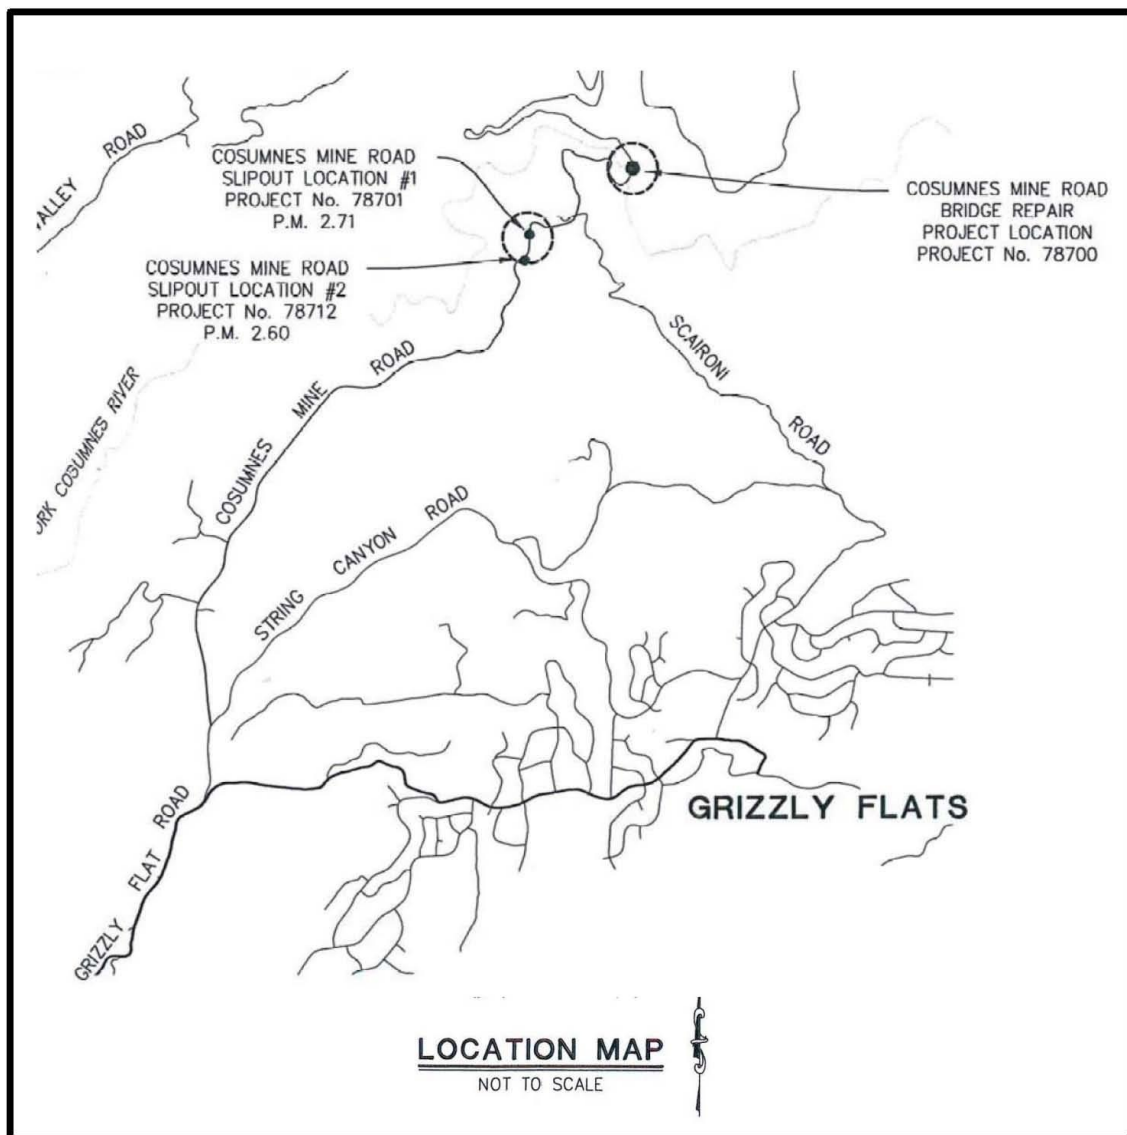 VALLEY ROAD
COSUMNES MINE ROAD
SLIPOUT LOCATION #1
PROJECT No. 78701
P.M. 2.71
COSUMNES MINE ROAD
BRIDGE REPAIR
PROJECT LOCATION
PROJECT No. 78700
COSUMNES MINE ROAD
SLIPOUT LOCATION #2
PROJECT No. 78712
P.M. 2.60
SCAIRONI ROAD
COSUMNES MINE ROAD
ORK COSUMNES RIVER
STRING CANYON ROAD
GRIZZLY FLAT ROAD
GRIZZLY FLATS
LOCATION MAP
NOT TO SCALE